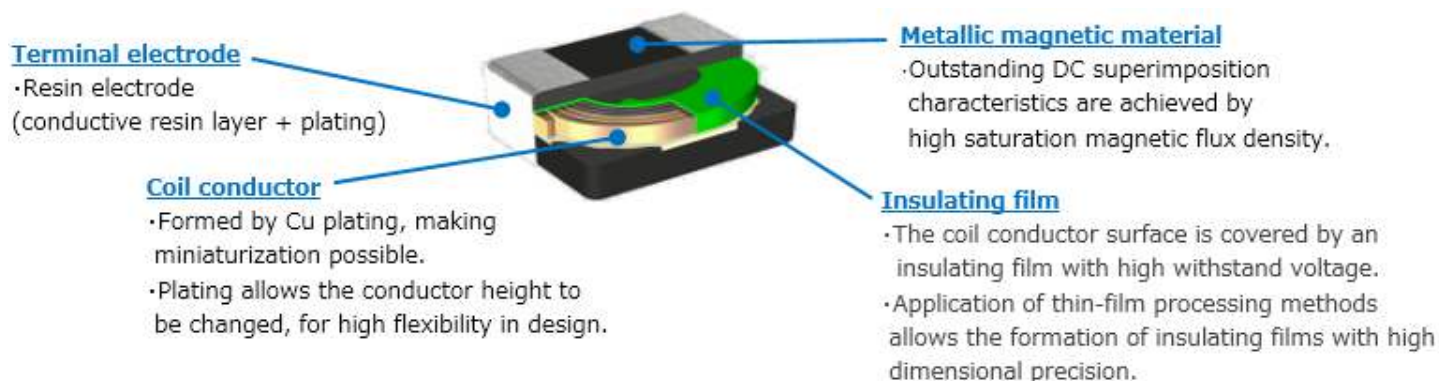 Terminal electrode
·Resin electrode
(conductive resin layer + plating)
Coil conductor
·Formed by Cu plating, making
miniaturization possible.
·Plating allows the conductor height to
be changed, for high flexibility in design.
Metallic magnetic material
·Outstanding DC superimposition
characteristics are achieved by
high saturation magnetic flux density.
Insulating film
·The coil conductor surface is covered by an
insulating film with high withstand voltage.
·Application of thin-film processing methods
allows the formation of insulating films with high
dimensional precision.